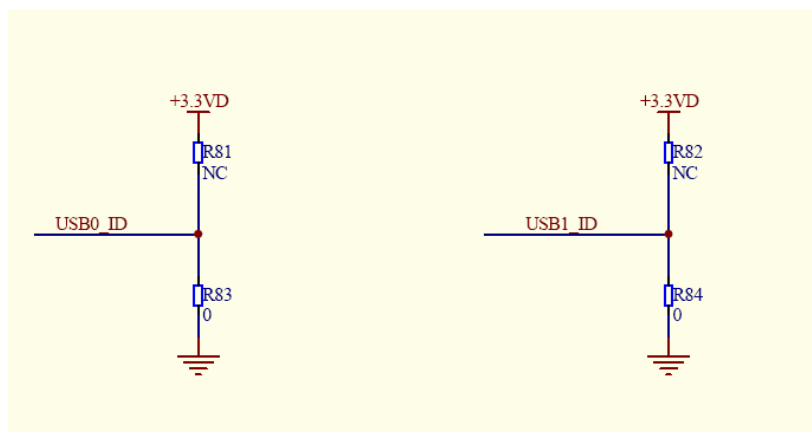 +3.3VD
R81
NC
USB0_ID
R83
0
+3.3VD
R82
NC
USB1_ID
R84
0